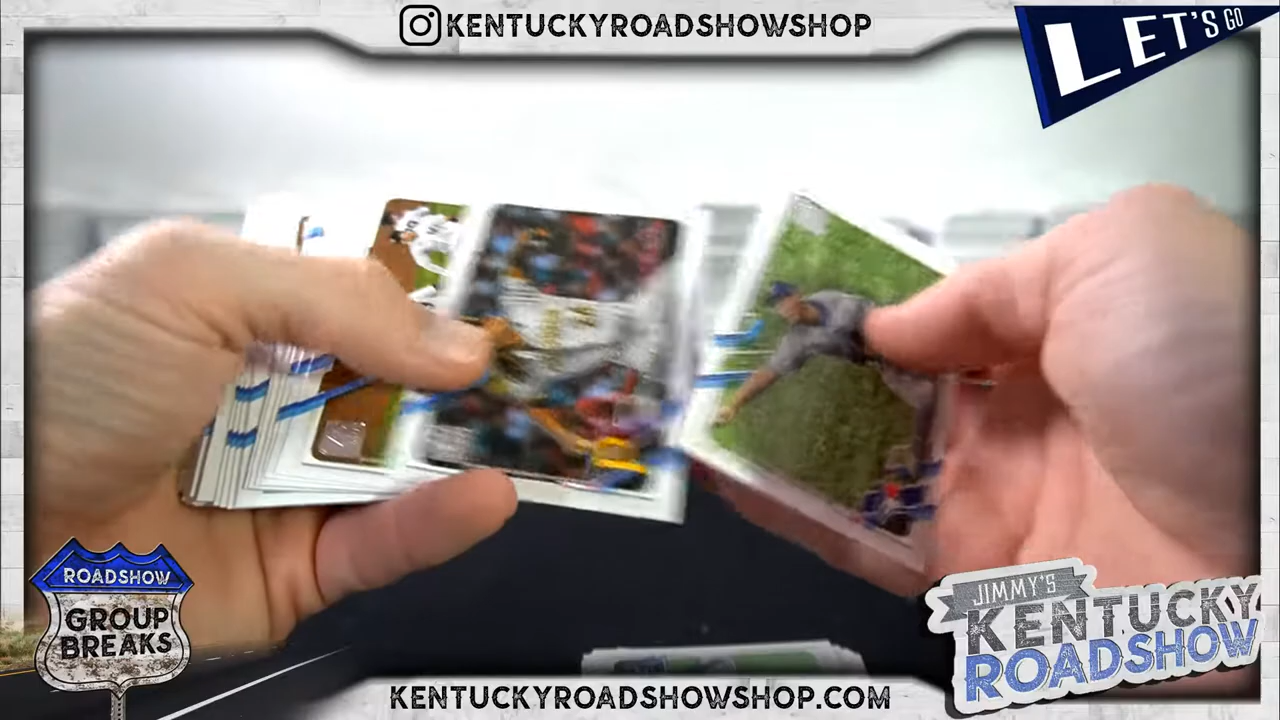 KENTUCKYROADSHOWSHOP
LET'S GO
ROADSHOW
GROUP
BREAKS
JIMMY'S
KENTUCKY
ROADSHOW
KENTUCKYROADSHOWSHOP.COM